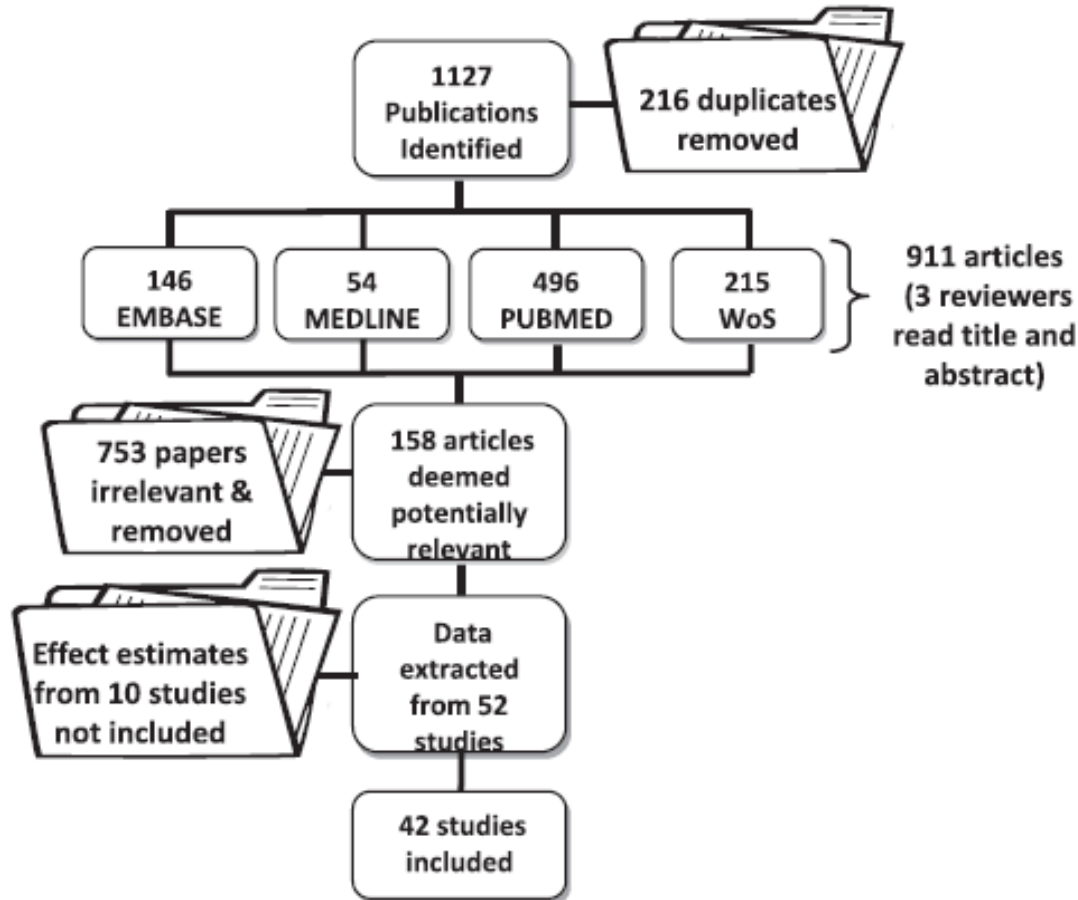 1127
Publications
Identified
216 duplicates
removed
146
EMBASE
54
MEDLINE
496
PUBMED
215
WoS
911 articles
(3 reviewers
read title and
abstract)
753 papers
irrelevant &
removed
158 articles
deemed
potentially
relevant
Effect estimates
from 10 studies
not included
Data
extracted
from 52
studies
42 studies
included